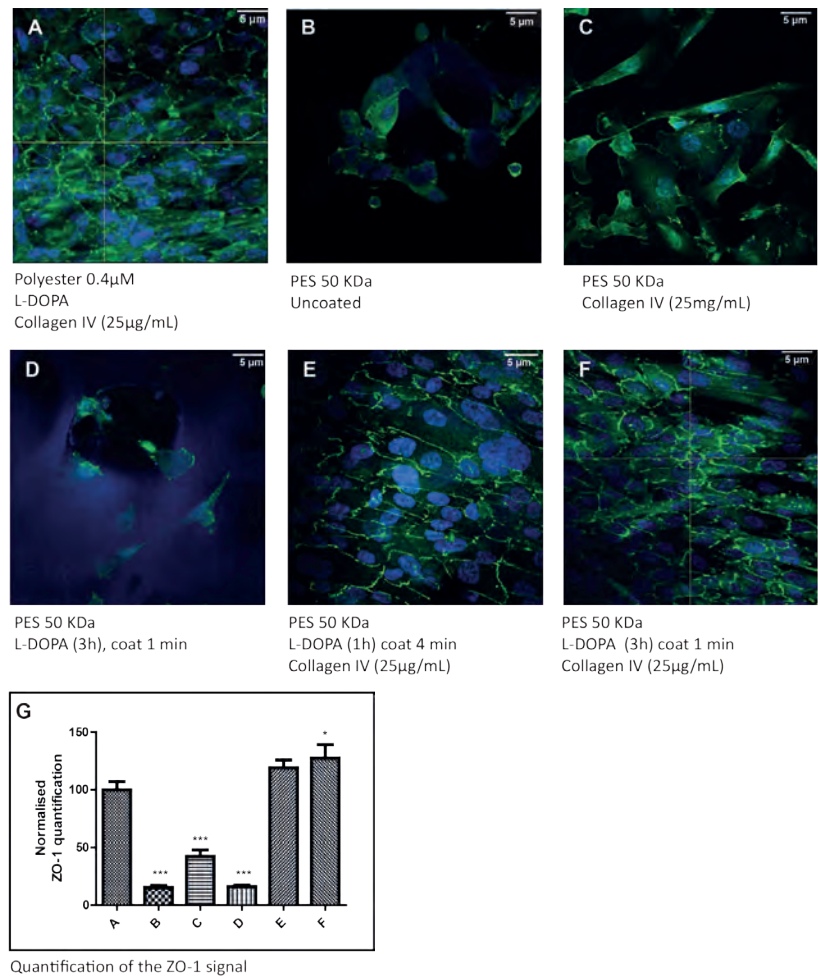 A
5 µm
B
5 µm
C
5 µm
Polyester 0.4µM
L-DOPA
Collagen IV (25µg/mL)
PES 50 KDa
Uncoated
PES 50 KDa
Collagen IV (25mg/mL)
D
5 µm
E
5 µm
F
5 µm
PES 50 KDa
L-DOPA (3h), coat 1 min
PES 50 KDa
L-DOPA (1h) coat 4 min
Collagen IV (25µg/mL)
PES 50 KDa
L-DOPA (3h) coat 1 min
Collagen IV (25µg/mL)
G
Normalised
ZO-1 quantification
150
100
50
0
***
***
***
*
A
B
C
D
E
F
Quantification of the ZO-1 signal